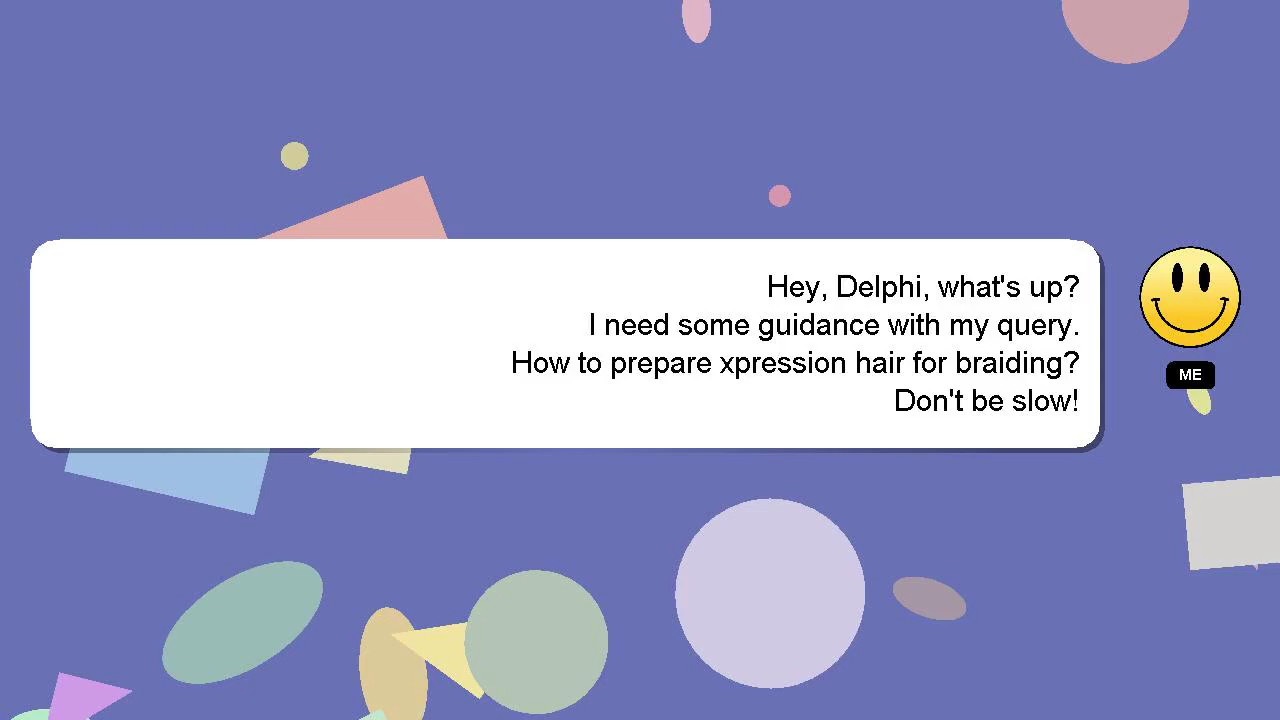 Hey, Delphi, what's up?
I need some guidance with my query.
How to prepare xpression hair for braiding?
Don't be slow!
ME